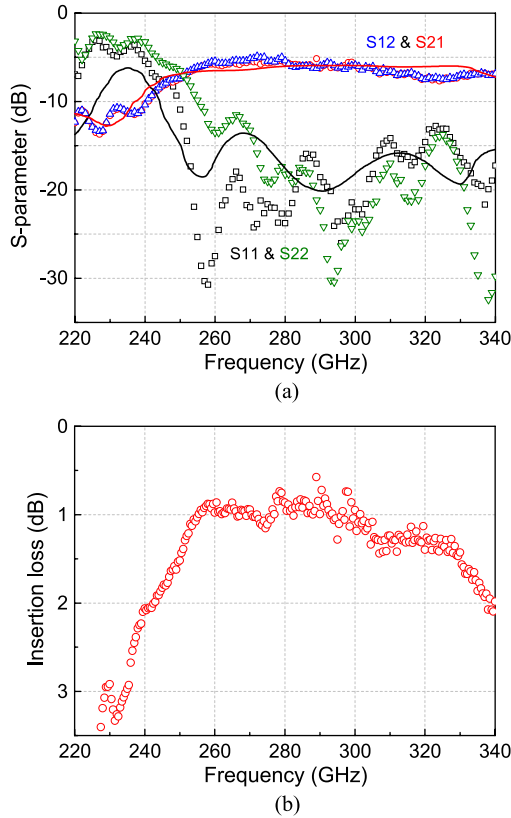 0
-10
-20
-30
S-parameter (dB)
S12 & S21
S11 & S22
220 240 260 280 300 320 340
Frequency (GHz)
(a)
0
1
2
3
Insertion loss (dB)
220 240 260 280 300 320 340
Frequency (GHz)
(b)